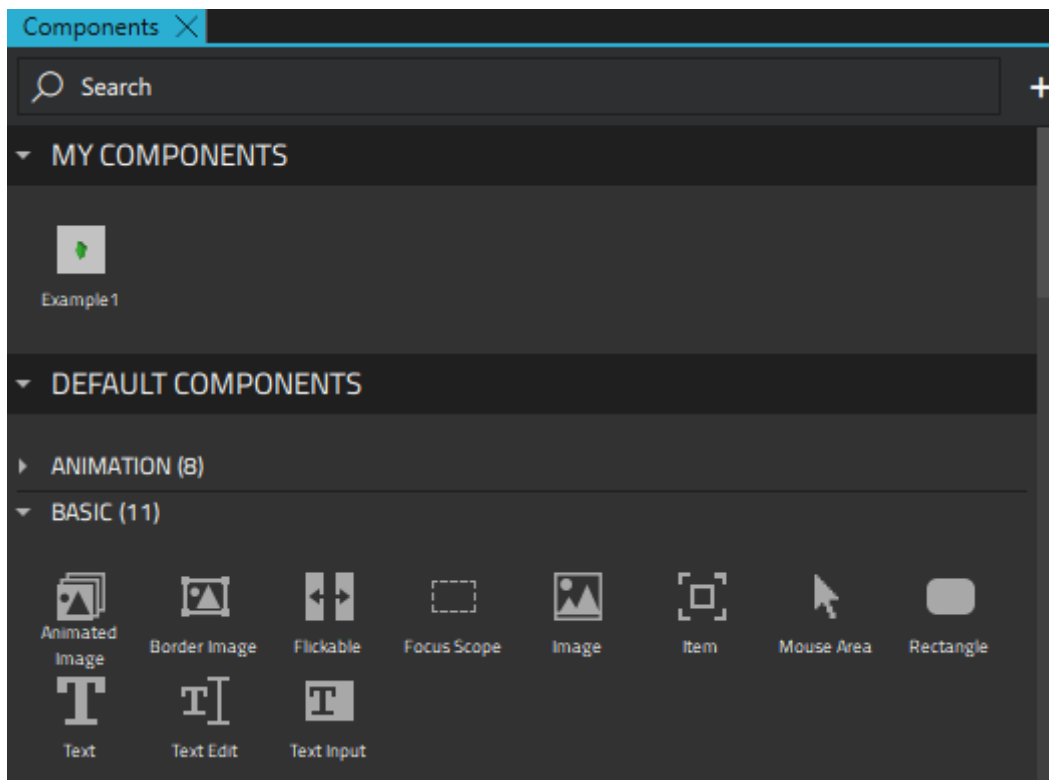 Components
Search
MY COMPONENTS
Example1
DEFAULT COMPONENTS
ANIMATION (8)
BASIC (11)
Animated
Image
Border Image
Flickable
Focus Scope
Image
Item
Mouse Area
Rectangle
Text
Text Edit
Text Input